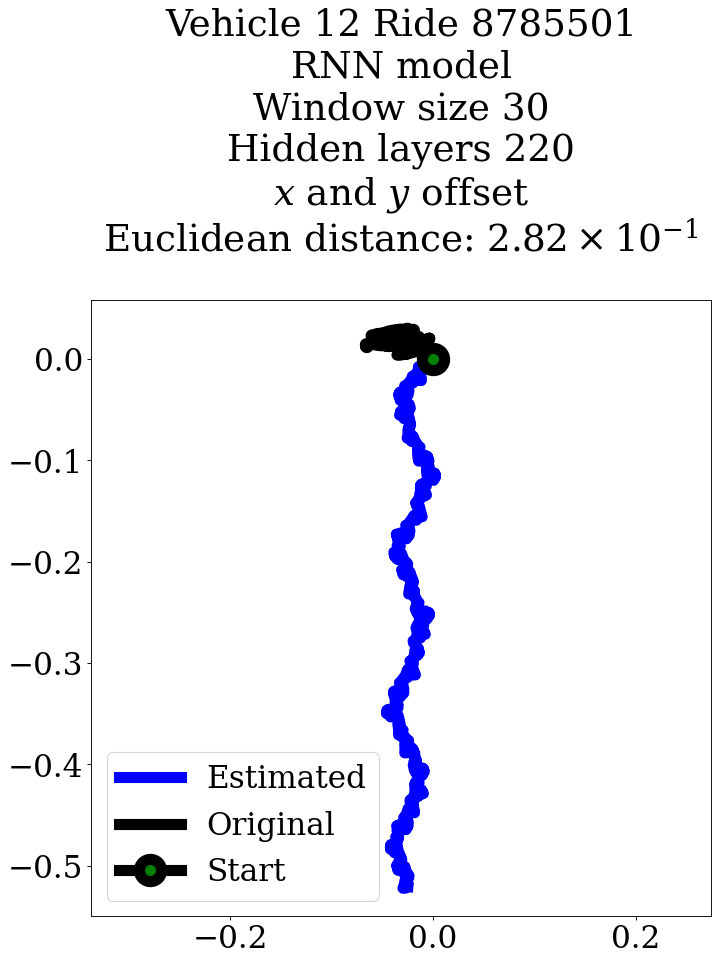 Vehicle 12 Ride 8785501
RNN model
Window size 30
Hidden layers 220
x and y offset
Euclidean distance: 2.82 × 10⁻¹
0.0
−0.1
−0.2
−0.3
−0.4
−0.5
Estimated
Original
Start
−0.2 0.0 0.2